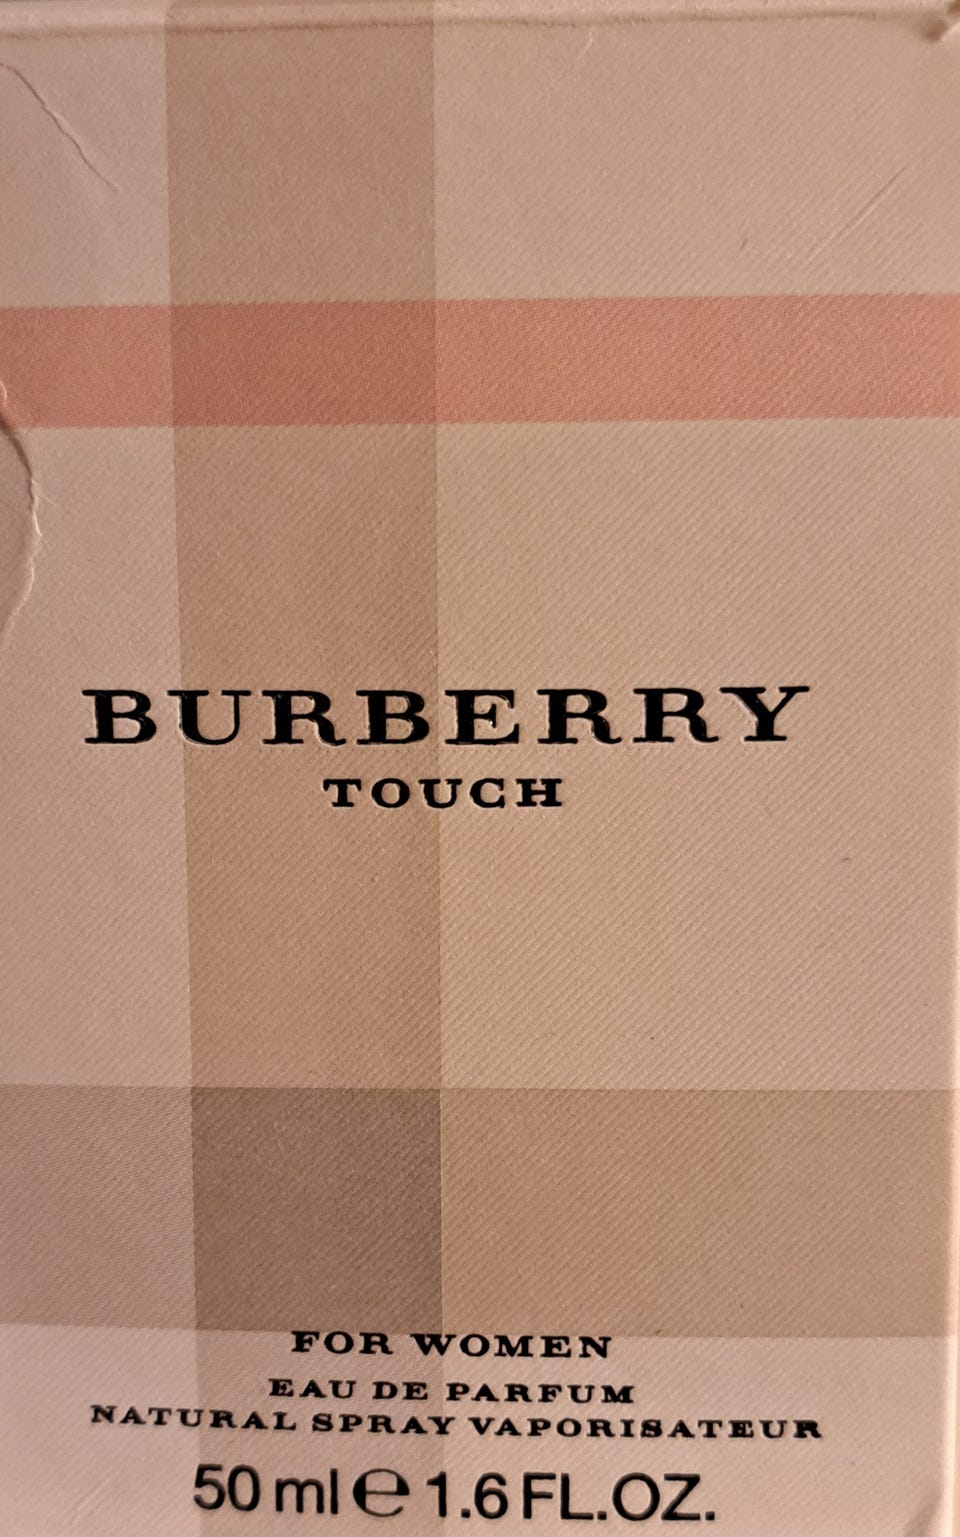 BURBERRY
TOUCH
FOR WOMEN
EAU DE PARFUM
NATURAL SPRAY VAPORISATEUR
50 ml ℮ 1.6 FL.OZ.